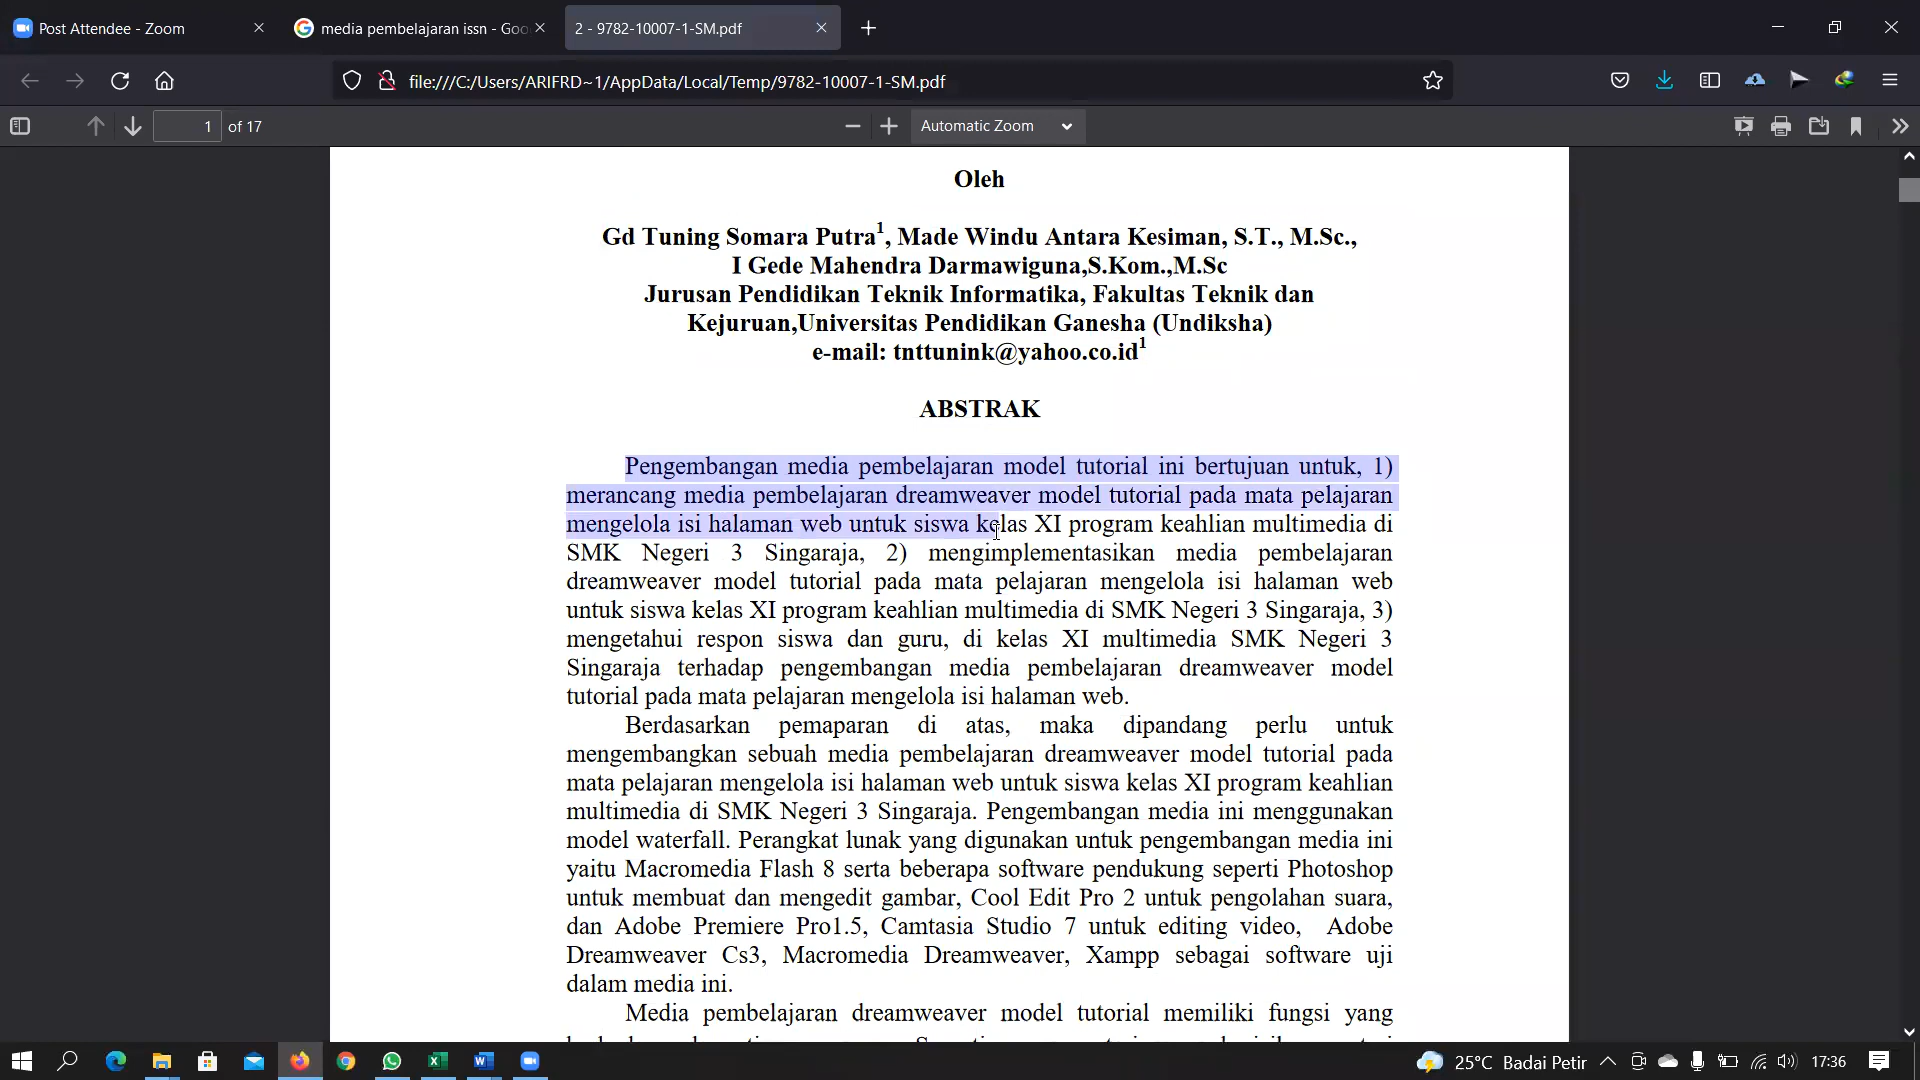 Post Attendee - Zoom
media pembelajaran issn - Goo
2 - 9782-10007-1-SM.pdf
file:///C:/Users/ARIFRD~1/AppData/Local/Temp/9782-10007-1-SM.pdf
1 of 17
Automatic Zoom
Oleh
Gd Tuning Somara Putra1, Made Windu Antara Kesiman, S.T., M.Sc.,
I Gede Mahendra Darmawiguna,S.Kom.,M.Sc
Jurusan Pendidikan Teknik Informatika, Fakultas Teknik dan
Kejuruan,Universitas Pendidikan Ganesha (Undiksha)
e-mail: tnttunink@yahoo.co.id1
ABSTRAK
Pengembangan media pembelajaran model tutorial ini bertujuan untuk, 1)
merancang media pembelajaran dreamweaver model tutorial pada mata pelajaran
mengelola isi halaman web untuk siswa kelas XI program keahlian multimedia di
SMK Negeri 3 Singaraja, 2) mengimplementasikan media pembelajaran
dreamweaver model tutorial pada mata pelajaran mengelola isi halaman web
untuk siswa kelas XI program keahlian multimedia di SMK Negeri 3 Singaraja, 3)
mengetahui respon siswa dan guru, di kelas XI multimedia SMK Negeri 3
Singaraja terhadap pengembangan media pembelajaran dreamweaver model
tutorial pada mata pelajaran mengelola isi halaman web.
Berdasarkan pemaparan di atas, maka dipandang perlu untuk
mengembangkan sebuah media pembelajaran dreamweaver model tutorial pada
mata pelajaran mengelola isi halaman web untuk siswa kelas XI program keahlian
multimedia di SMK Negeri 3 Singaraja. Pengembangan media ini menggunakan
model waterfall. Perangkat lunak yang digunakan untuk pengembangan media ini
yaitu Macromedia Flash 8 serta beberapa software pendukung seperti Photoshop
untuk membuat dan mengedit gambar, Cool Edit Pro 2 untuk pengolahan suara,
dan Adobe Premiere Pro1.5, Camtasia Studio 7 untuk editing video, Adobe
Dreamweaver Cs3, Macromedia Dreamweaver, Xampp sebagai software uji
dalam media ini.
Media pembelajaran dreamweaver model tutorial memiliki fungsi yang
25°C Badai Petir
17:36